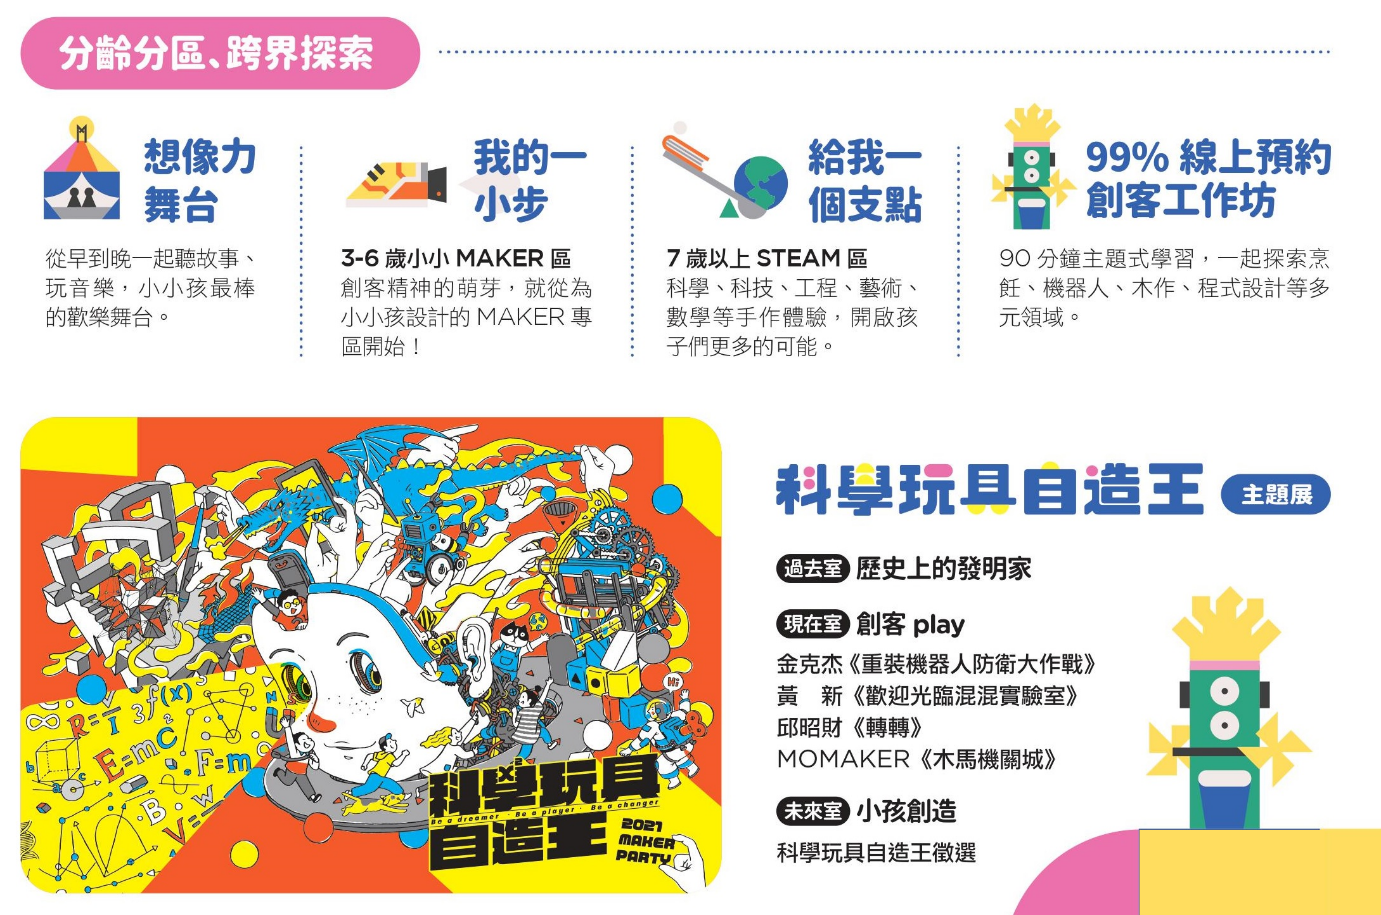 分齡分區、跨界探索
想像力
舞台
從早到晚一起聽故事、
玩音樂，小小孩最棒
的歡樂舞台。
我的一
小步
3-6 歲小小 MAKER 區
創客精神的萌芽，就從為
小小孩設計的 MAKER 專
區開始！
給我一
個支點
7 歲以上 STEAM 區
科學、科技、工程、藝術、
數學等手作體驗，開啟孩
子們更多的可能。
99% 線上預約
創客工作坊
90 分鐘主題式學習，一起探索烹
飪、機器人、木作、程式設計等多
元領域。
科學玩具
Be a dreamer · Be a player · Be a changer
自造王
2021
MAKER
PARTY
Hi
E=mc²
F=m
3f(x)
B
W
V=
科學玩具自造王 主題展
過去室 歷史上的發明家
現在室 創客 play
金克杰《重裝機器人防衛大作戰》
黃　新《歡迎光臨混混實驗室》
邱昭財《轉轉》
MOMAKER《木馬機關城》
未來室 小孩創造
科學玩具自造王徵選